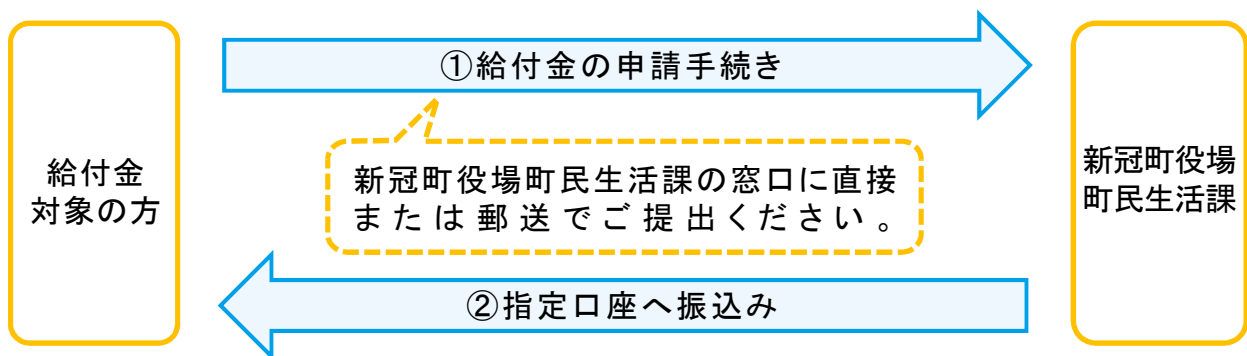 ①給付金の申請手続き
給付金
対象の方
新冠町役場町民生活課の窓口に直接
または郵送でご提出ください。
新冠町役場
町民生活課
②指定口座へ振込み